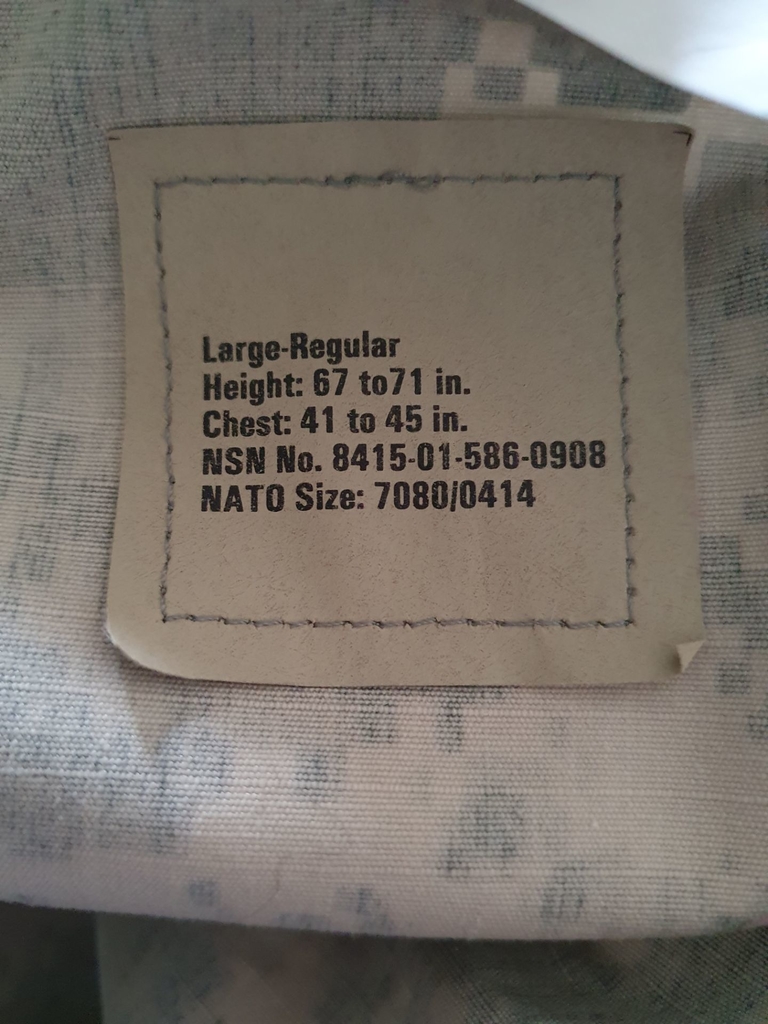 Large-Regular
Height: 67 to71 in.
Chest: 41 to 45 in.
NSN No. 8415-01-586-0908
NATO Size: 7080/0414